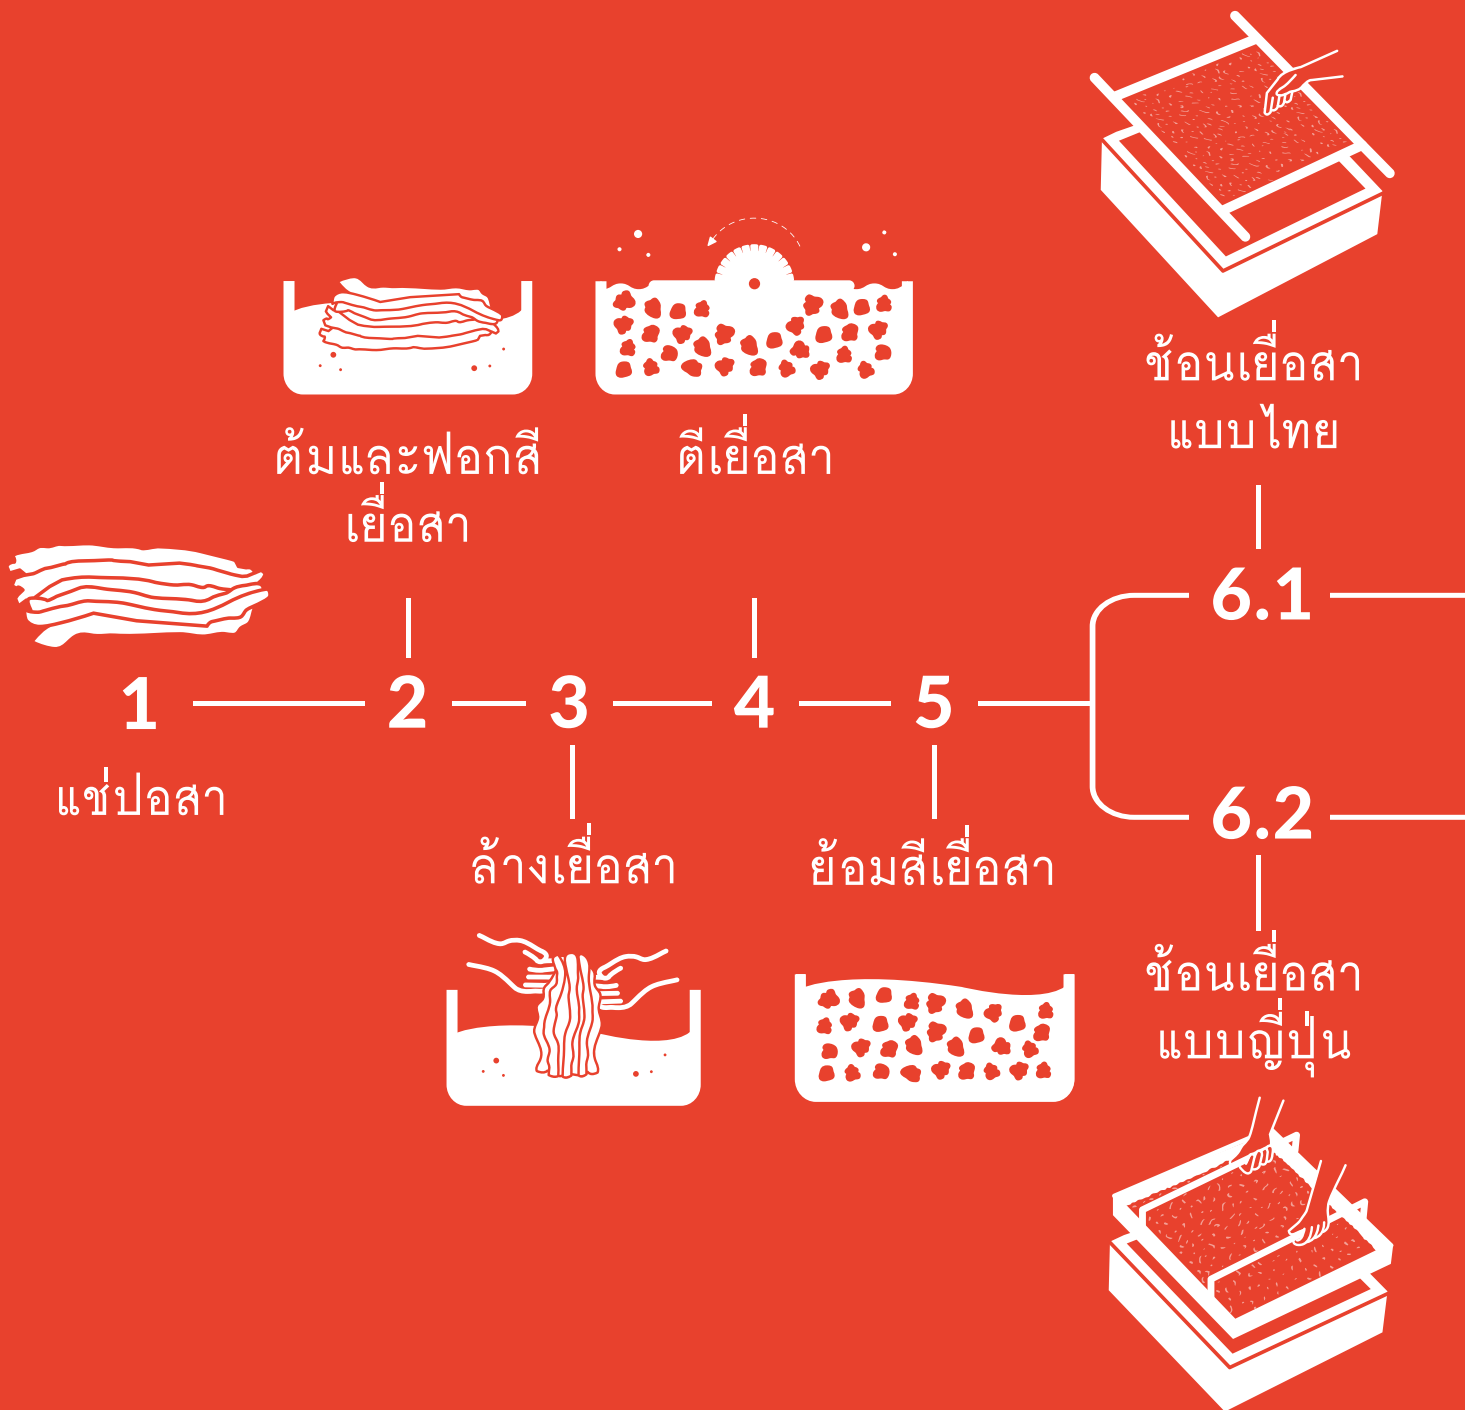 1
แช่ปอสา
2
ต้มและฟอกสี
เยื่อสา
3
ล้างเยื่อสา
4
ตีเยื่อสา
5
ย้อมสีเยื่อสา
6.1
ช้อนเยื่อสา
แบบไทย
6.2
ช้อนเยื่อสา
แบบญี่ปุ่น